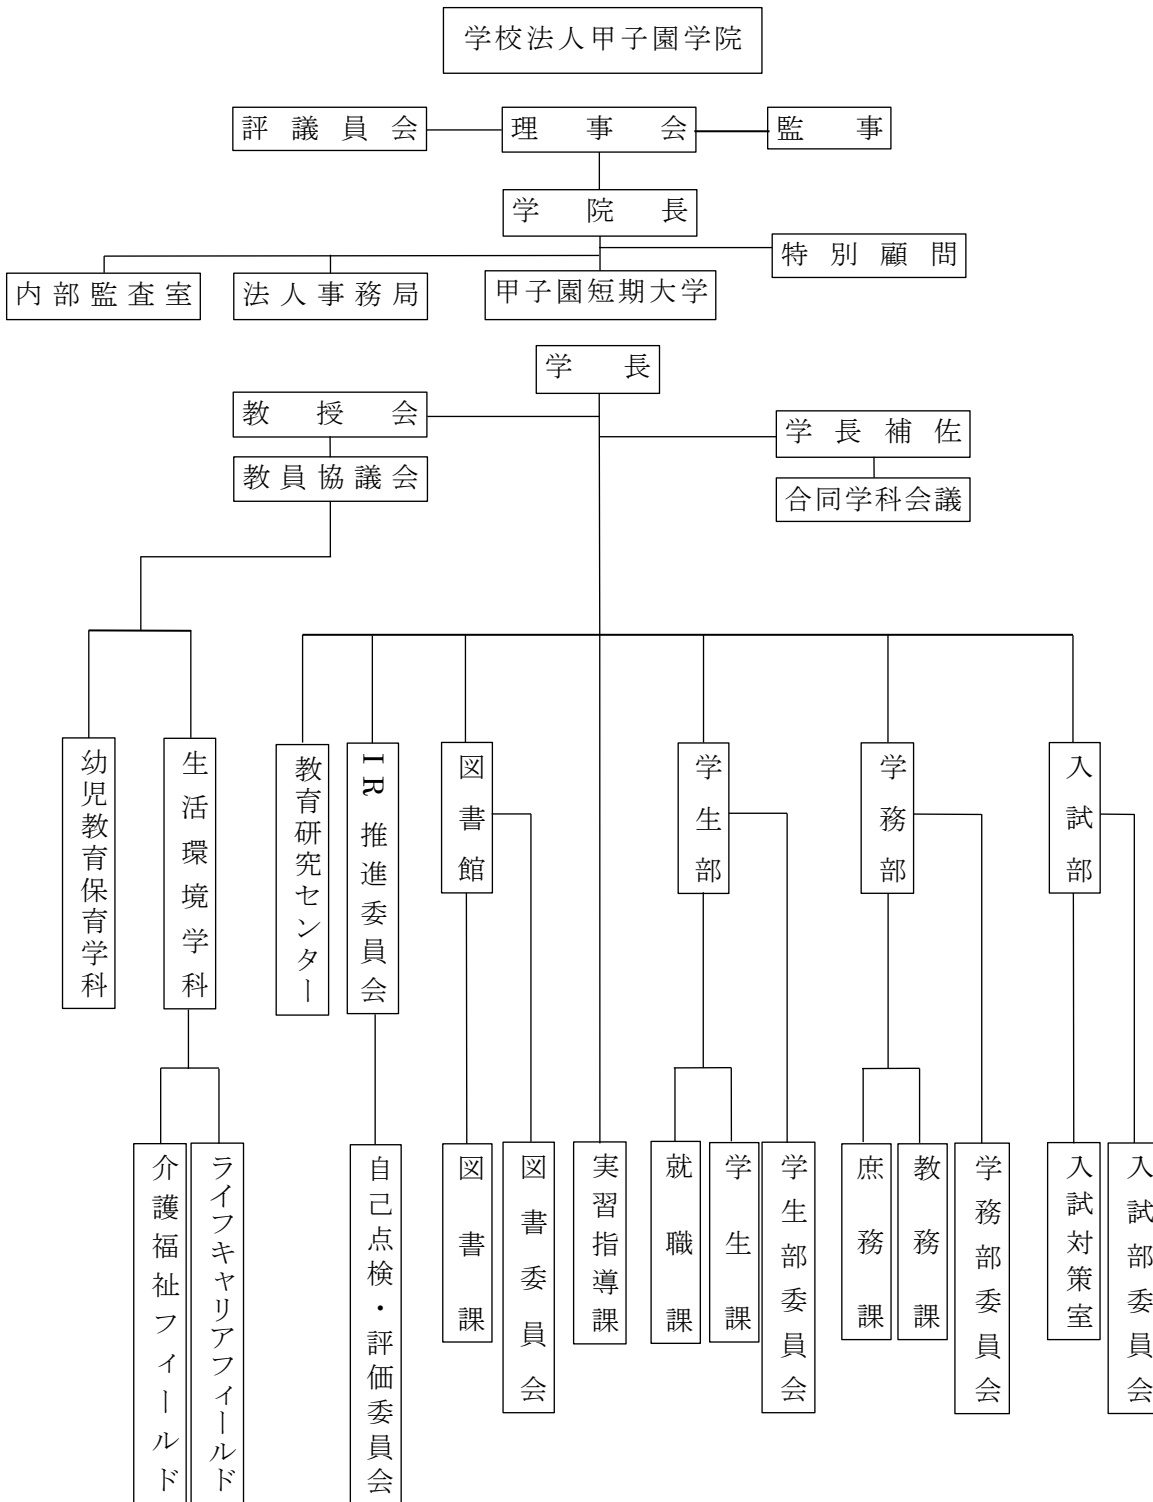 学校法人甲子園学院
評議員会
理事会
監事
学院長
特別顧問
内部監査室
法人事務局
甲子園短期大学
学長
教授会
学長補佐
教員協議会
合同学科会議
幼児教育保育学科
生活環境学科
教育研究センター
IR推進委員会
図書館
学生部
学務部
入試部
介護福祉フィールド
ライフキャリアフィールド
自己点検・評価委員会
図書課
図書委員会
実習指導課
就職課
学生課
学生部委員会
庶務課
教務課
学務部委員会
入試対策室
入試部委員会